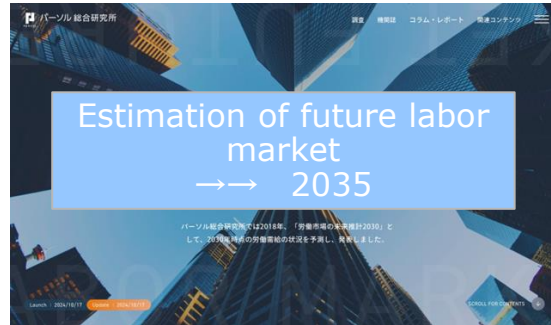 パーソル総合研究所
調査 機関誌 コラム・レポート 関連コンテンツ
Estimation of future labor
market
→→ 2035
パーソル総合研究所では2018年、「労働市場の未来推計2030」と
して、2030年時点の労働需給の状況を予測し、発表しました。
Launch : 2024/10/17 Update : 2024/10/17
SCROLL FOR CONTENTS